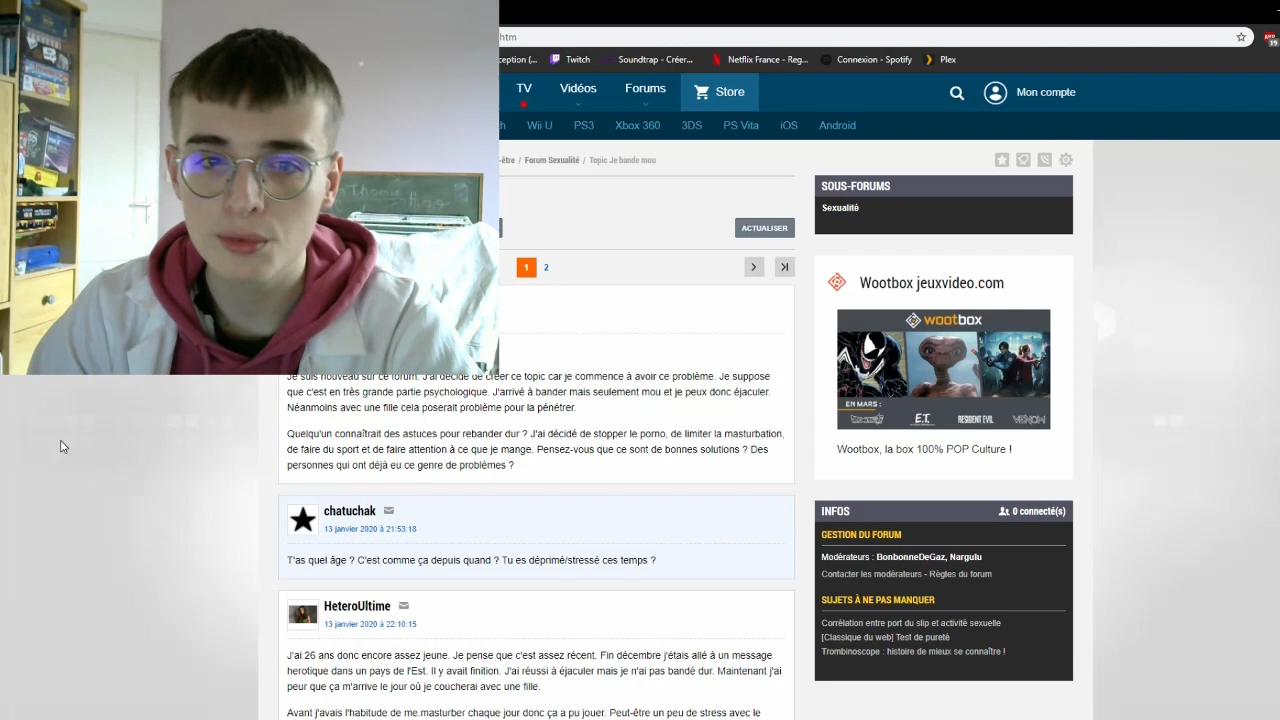 htm
ception (...
Twitch
Soundtrap - Créer...
Netflix France - Reg...
Connexion - Spotify
Plex
19
TV
Vidéos
Forums
Store
Mon compte
h
Wii U
PS3
Xbox 360
3DS
PS Vita
iOS
Android
-être / Forum Sexualité / Topic Je bande mou
ACTUALISER
1
2
Je suis nouveau sur ce forum. J'ai décidé de créer ce topic car je commence à avoir ce problème. Je suppose
que c'est en très grande partie psychologique. J'arrivé à bander mais seulement mou et je peux donc éjaculer.
Néanmoins avec une fille cela poserait problème pour la pénétrer.
Quelqu'un connaîtrait des astuces pour rebander dur ? J'ai décidé de stopper le porno, de limiter la masturbation,
de faire du sport et de faire attention à ce que je mange. Pensez-vous que ce sont de bonnes solutions ? Des
personnes qui ont déjà eu ce genre de problèmes ?
chatuchak
13 janvier 2020 à 21:53:18
T'as quel âge ? C'est comme ça depuis quand ? Tu es déprimé/stressé ces temps ?
HeteroUltime
13 janvier 2020 à 22:10:15
J'ai 26 ans donc encore assez jeune. Je pense que c'est assez récent. Fin décembre j'étais allé à un message
herotique dans un pays de l'Est. Il y avait finition. J'ai réussi à éjaculer mais je n'ai pas bandé dur. Maintenant j'ai
peur que ça m'arrive le jour où je coucherai avec une fille.
Avant j'avais l'habitude de me.masturber chaque jour donc ça a pu jouer. Peut-être un peu de stress avec le
SOUS-FORUMS
Sexualité
Wootbox jeuxvideo.com
wootbox
EN MARS :
E.T.
RESIDENT EVIL
VENOM
Wootbox, la box 100% POP Culture !
INFOS
0 connecté(s)
GESTION DU FORUM
Modérateurs : BonbonneDeGaz, Nargulu
Contacter les modérateurs - Règles du forum
SUJETS À NE PAS MANQUER
Corrélation entre port du slip et activité sexuelle
[Classique du web] Test de pureté
Trombinoscope : histoire de mieux se connaître !